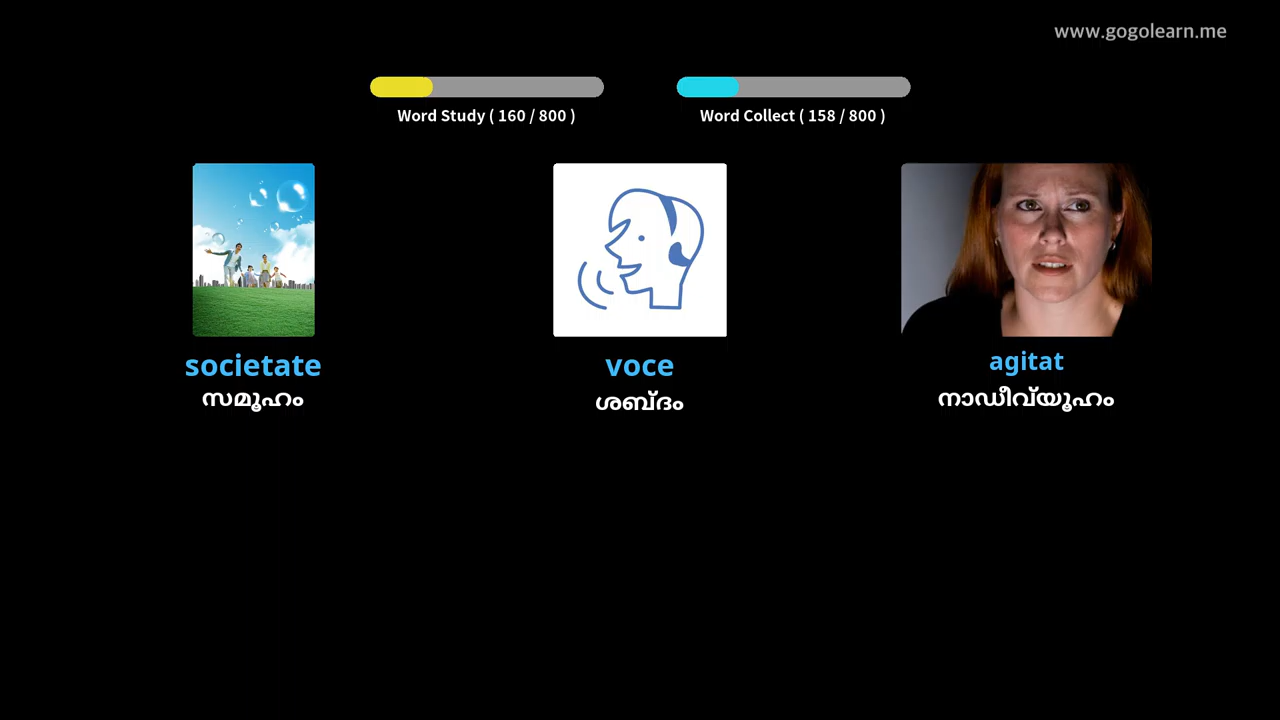 www.gogolearn.me
Word Study ( 160 / 800 )
Word Collect ( 158 / 800 )
societate
voce
agitat
സമൂഹം
ശബ്ദം
നാഡീവ്യൂഹം